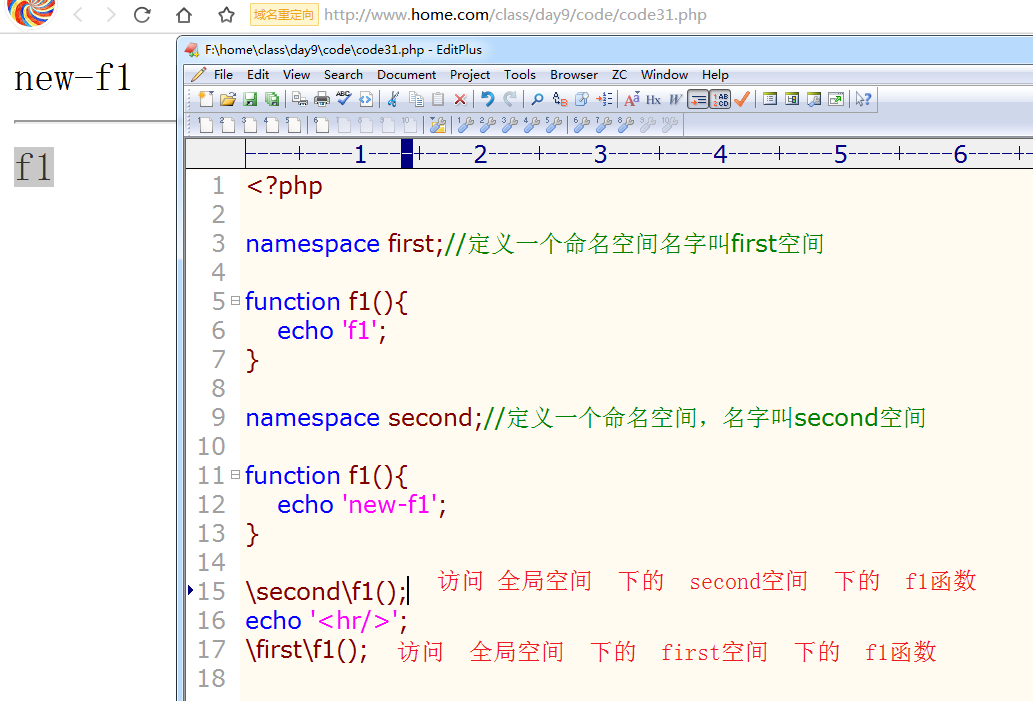 域名重定向 http://www.home.com/class/day9/code/code31.php
new-f1
f1
F:\home\class\day9\code\code31.php - EditPlus
File Edit View Search Document Project Tools Browser ZC Window Help
----+----1----+----2----+----3----+----4----+----5----+----6----+
1 <?php
2
3 namespace first;//定义一个命名空间名字叫first空间
4
5 function f1(){
6 echo 'f1';
7 }
8
9 namespace second;//定义一个命名空间，名字叫second空间
10
11 function f1(){
12 echo 'new-f1';
13 }
14
15 \second\f1(); 访问 全局空间 下的 second空间 下的 f1函数
16 echo '<hr/>';
17 \first\f1(); 访问 全局空间 下的 first空间 下的 f1函数
18